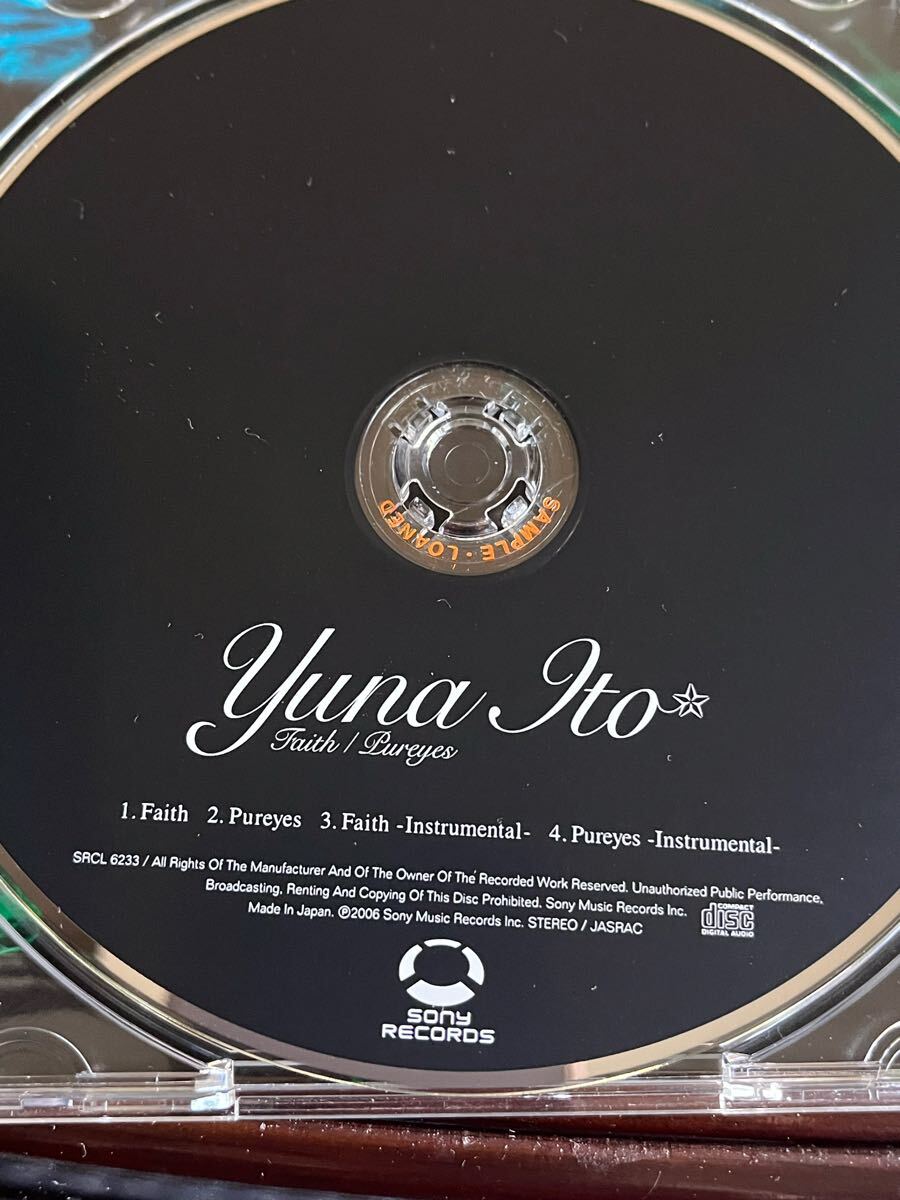 SAMPLE · LOANED
Yuna Ito
Faith / Pureyes
1. Faith 2. Pureyes 3. Faith -Instrumental- 4. Pureyes -Instrumental-
SRCL 6233 / All Rights Of The Manufacturer And Of The Owner Of The Recorded Work Reserved. Unauthorized Public Performance,
Broadcasting, Renting And Copying Of This Disc Prohibited. Sony Music Records Inc.
Made In Japan. ℗2006 Sony Music Records Inc. STEREO / JASRAC
COMPACT
disc
DIGITAL AUDIO
SONY
RECORDS